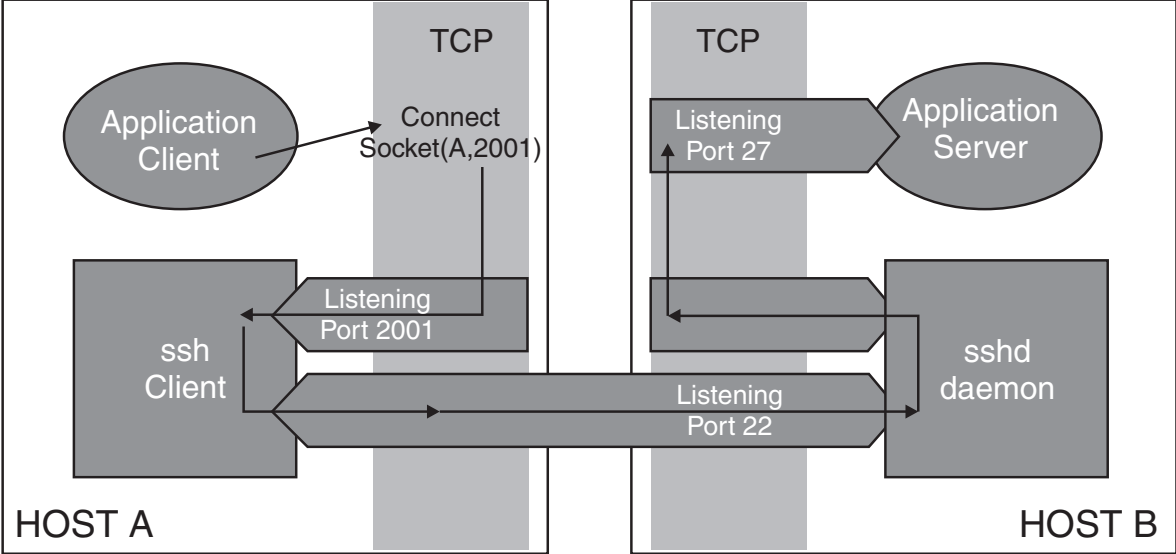 TCP
TCP
Application
Client
Connect
Socket(A,2001)
Listening
Port 27
Application
Server
Listening
Port 2001
ssh
Client
sshd
daemon
Listening
Port 22
HOST A
HOST B